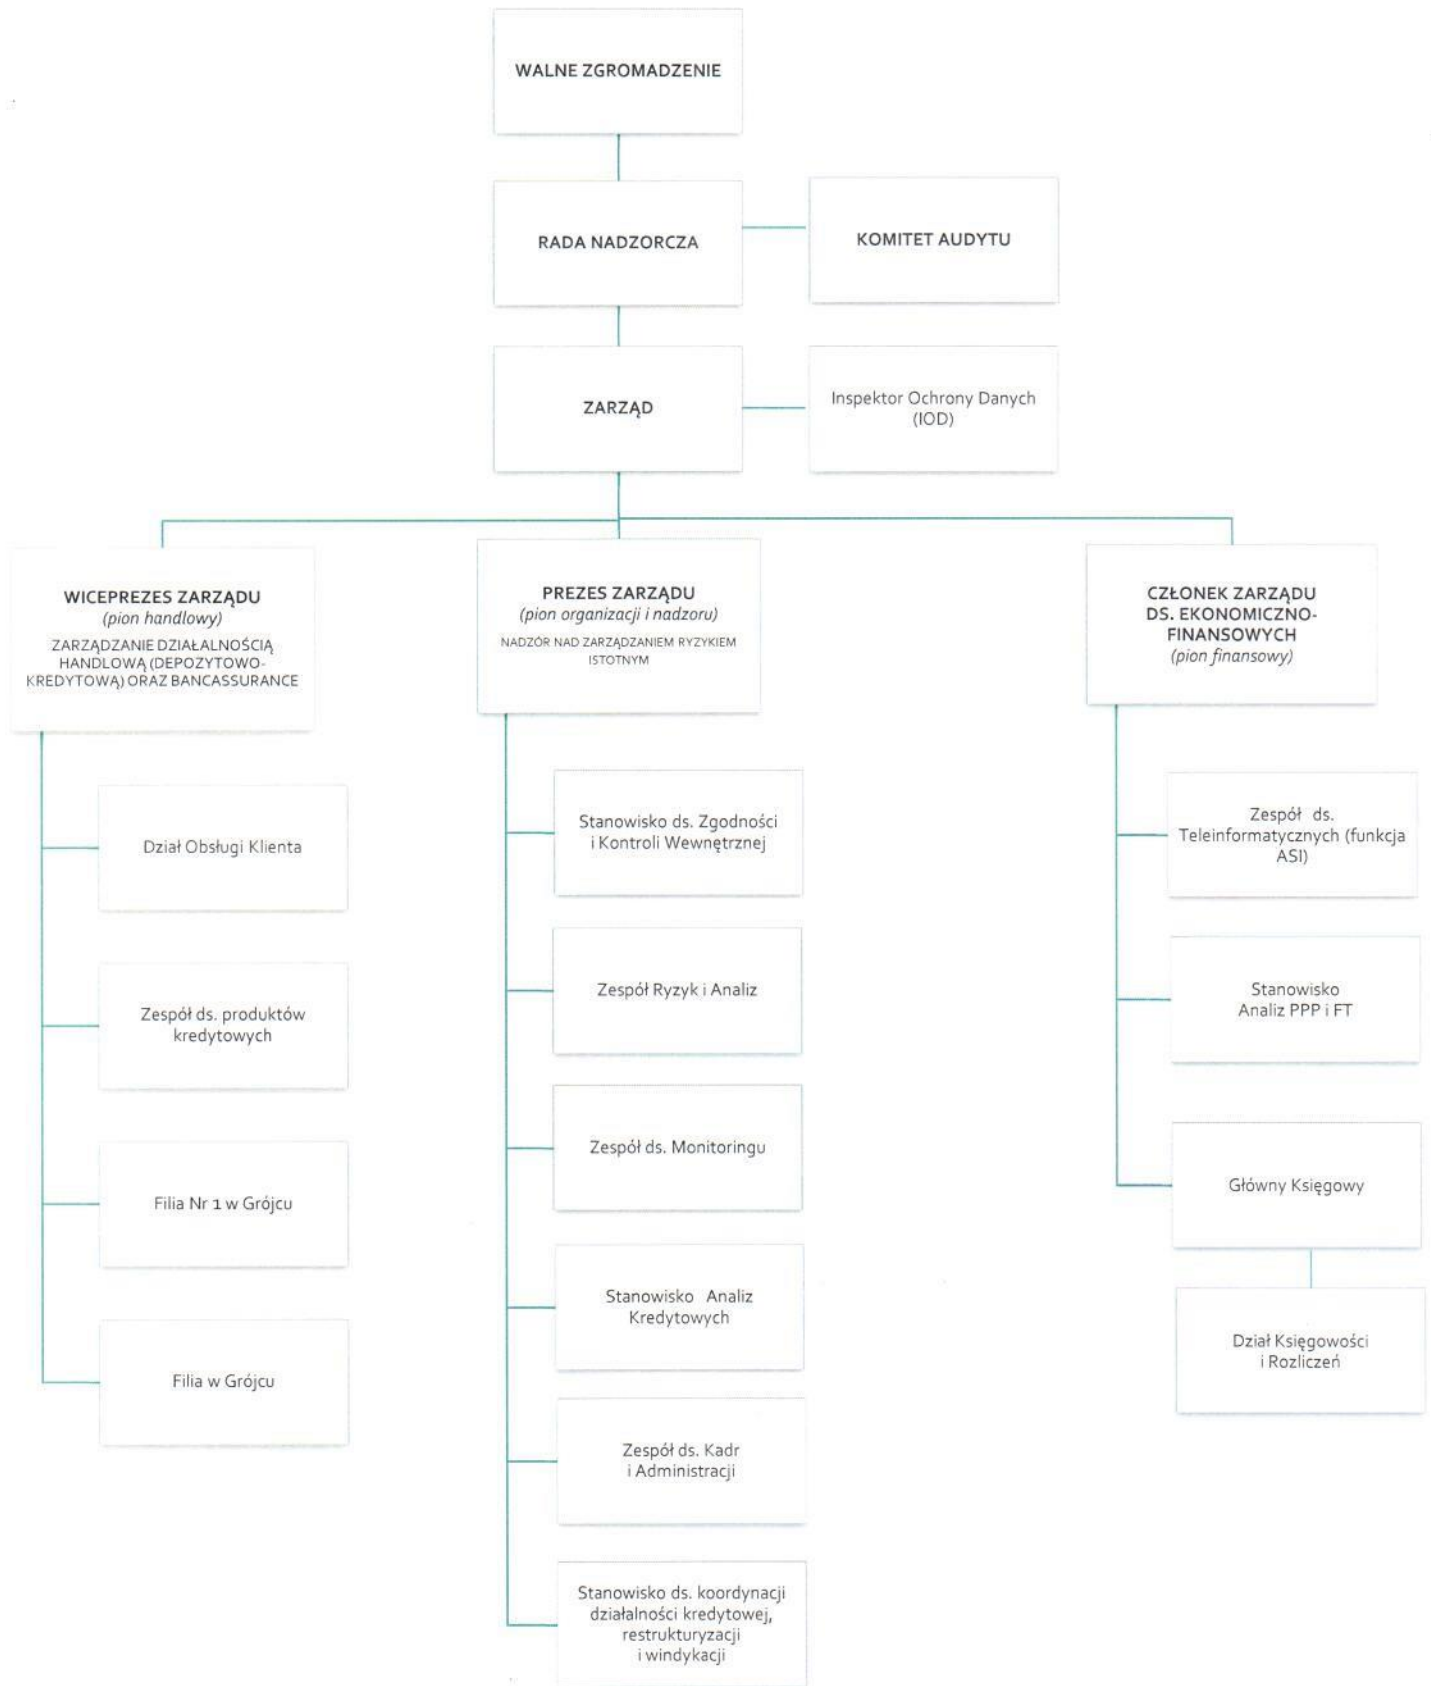 WALNE ZGROMADZENIE
RADA NADZORCZA
KOMITET AUDYTU
ZARZĄD
Inspektor Ochrony Danych
(IOD)
WICEPREZES ZARZĄDU
(pion handlowy)
ZARZĄDZANIE DZIAŁALNOŚCIĄ
HANDLOWĄ (DEPOZYTOWO-
KREDYTOWĄ) ORAZ BANCASSURANCE
Dział Obsługi Klienta
Zespół ds. produktów
kredytowych
Filia Nr 1 w Grójcu
Filia w Grójcu
PREZES ZARZĄDU
(pion organizacji i nadzoru)
NADZÓR NAD ZARZĄDZANIEM RYZYKIEM
ISTOTNYM
Stanowisko ds. Zgodności
i Kontroli Wewnętrznej
Zespół Ryzyk i Analiz
Zespół ds. Monitoringu
Stanowisko Analiz
Kredytowych
Zespół ds. Kadr
i Administracji
Stanowisko ds. koordynacji
działalności kredytowej,
restrukturyzacji
i windykacji
CZŁONEK ZARZĄDU
DS. EKONOMICZNO-
FINANSOWYCH
(pion finansowy)
Zespół ds.
Teleinformatycznych (funkcja
ASI)
Stanowisko
Analiz PPP i FT
Główny Księgowy
Dział Księgowości
i Rozliczeń